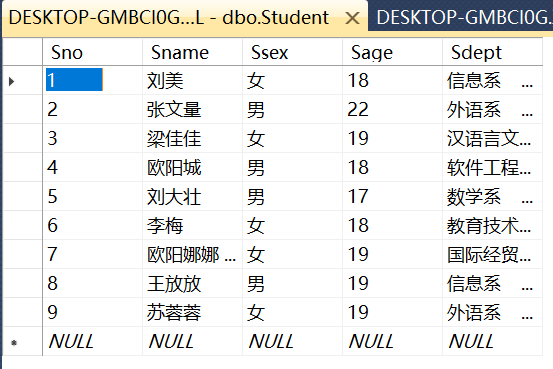 DESKTOP-GMBCI0G...L - dbo.Student DESKTOP-GMBCI0G...
Sno Sname Ssex Sage Sdept
1 刘美 女 18 信息系 ...
2 张文量 男 22 外语系 ...
3 梁佳佳 女 19 汉语言文...
4 欧阳城 男 18 软件工程...
5 刘大壮 男 17 数学系 ...
6 李梅 女 18 教育技术...
7 欧阳娜娜 ... 女 19 国际经贸...
8 王放放 男 19 信息系 ...
9 苏蓉蓉 女 19 外语系 ...
NULL NULL NULL NULL NULL